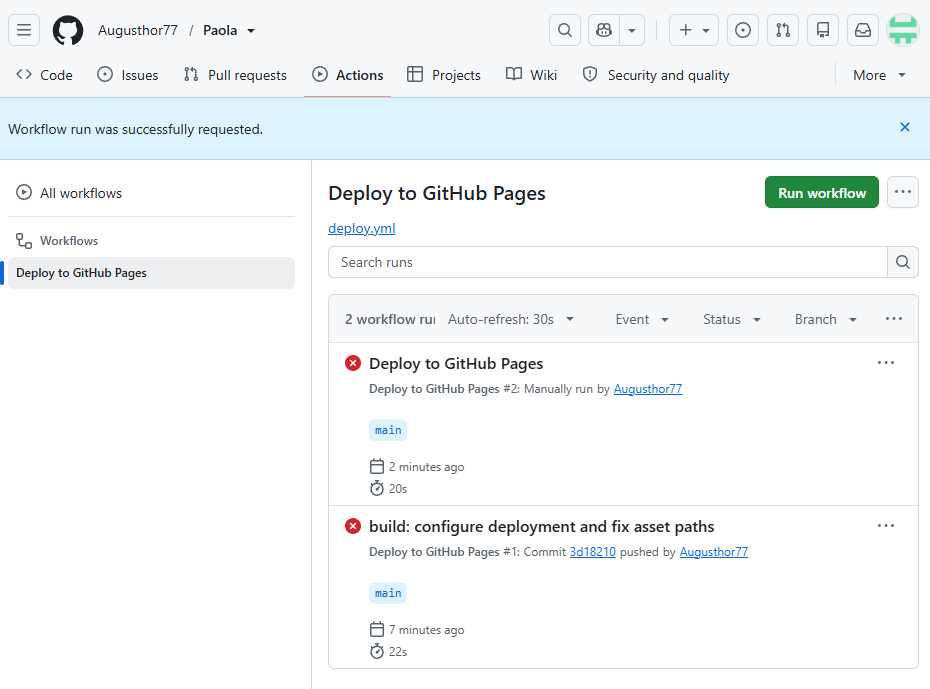 Augusthor77 / Paola
Code Issues Pull requests Actions Projects Wiki Security and quality More
Workflow run was successfully requested.
All workflows
Workflows
Deploy to GitHub Pages
Deploy to GitHub Pages
Run workflow
deploy.yml
Search runs
2 workflow ru Auto-refresh: 30s Event Status Branch
Deploy to GitHub Pages
Deploy to GitHub Pages #2: Manually run by Augusthor77
main
2 minutes ago
20s
build: configure deployment and fix asset paths
Deploy to GitHub Pages #1: Commit 3d18210 pushed by Augusthor77
main
7 minutes ago
22s